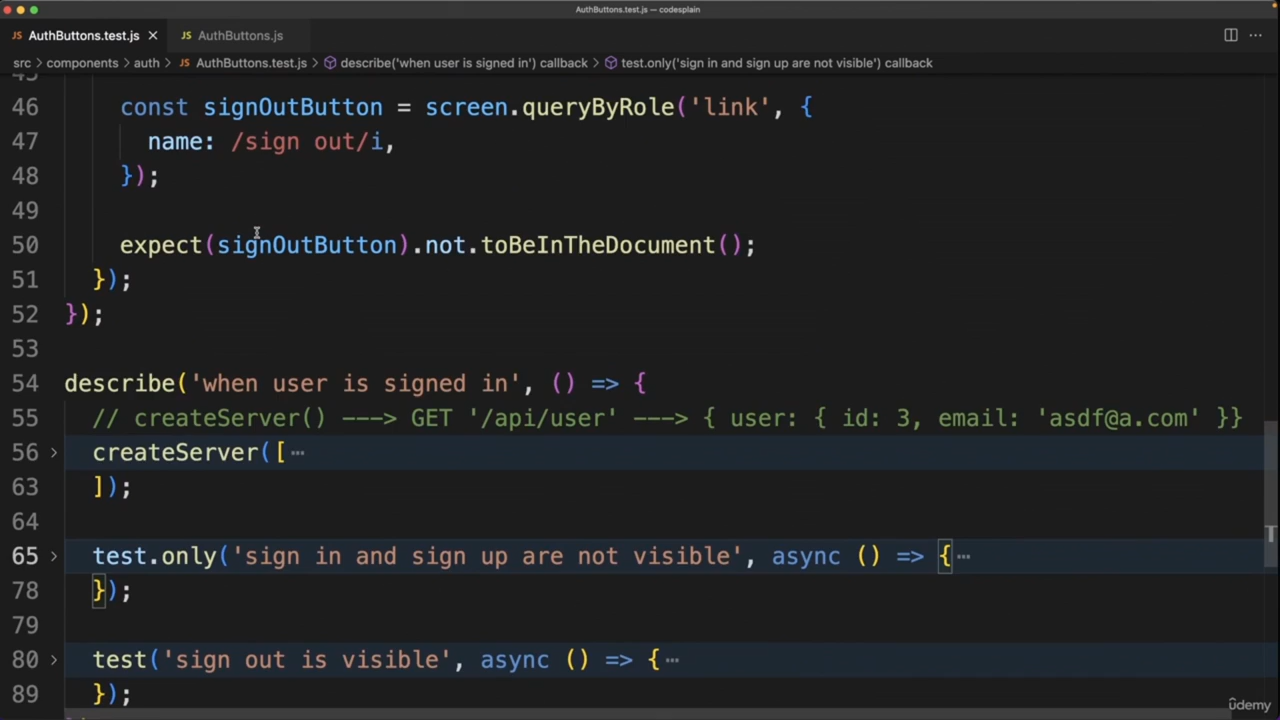 AuthButtons.test.js — codesplain
JS AuthButtons.test.js × JS AuthButtons.js
src > components > auth > JS AuthButtons.test.js > describe('when user is signed in') callback > test.only('sign in and sign up are not visible') callback
46 const signOutButton = screen.queryByRole('link', {
47 name: /sign out/i,
48 });
49
50 expect(signOutButton).not.toBeInTheDocument();
51 });
52 });
53
54 describe('when user is signed in', () => {
55 // createServer() ---> GET '/api/user' ---> { user: { id: 3, email: 'asdf@a.com' }}
56 > createServer([ ⋯
63 ]);
64
65 > test.only('sign in and sign up are not visible', async () => { ⋯
78 });
79
80 > test('sign out is visible', async () => { ⋯
89 });
ûdemy